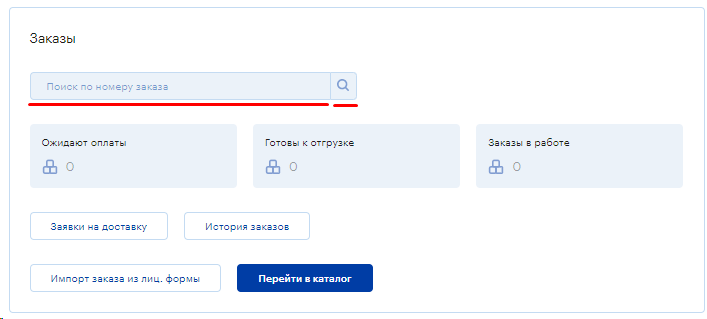 Заказы
Поиск по номеру заказа
Ожидают оплаты
0
Готовы к отгрузке
0
Заказы в работе
0
Заявки на доставку
История заказов
Импорт заказа из лиц. формы
Перейти в каталог